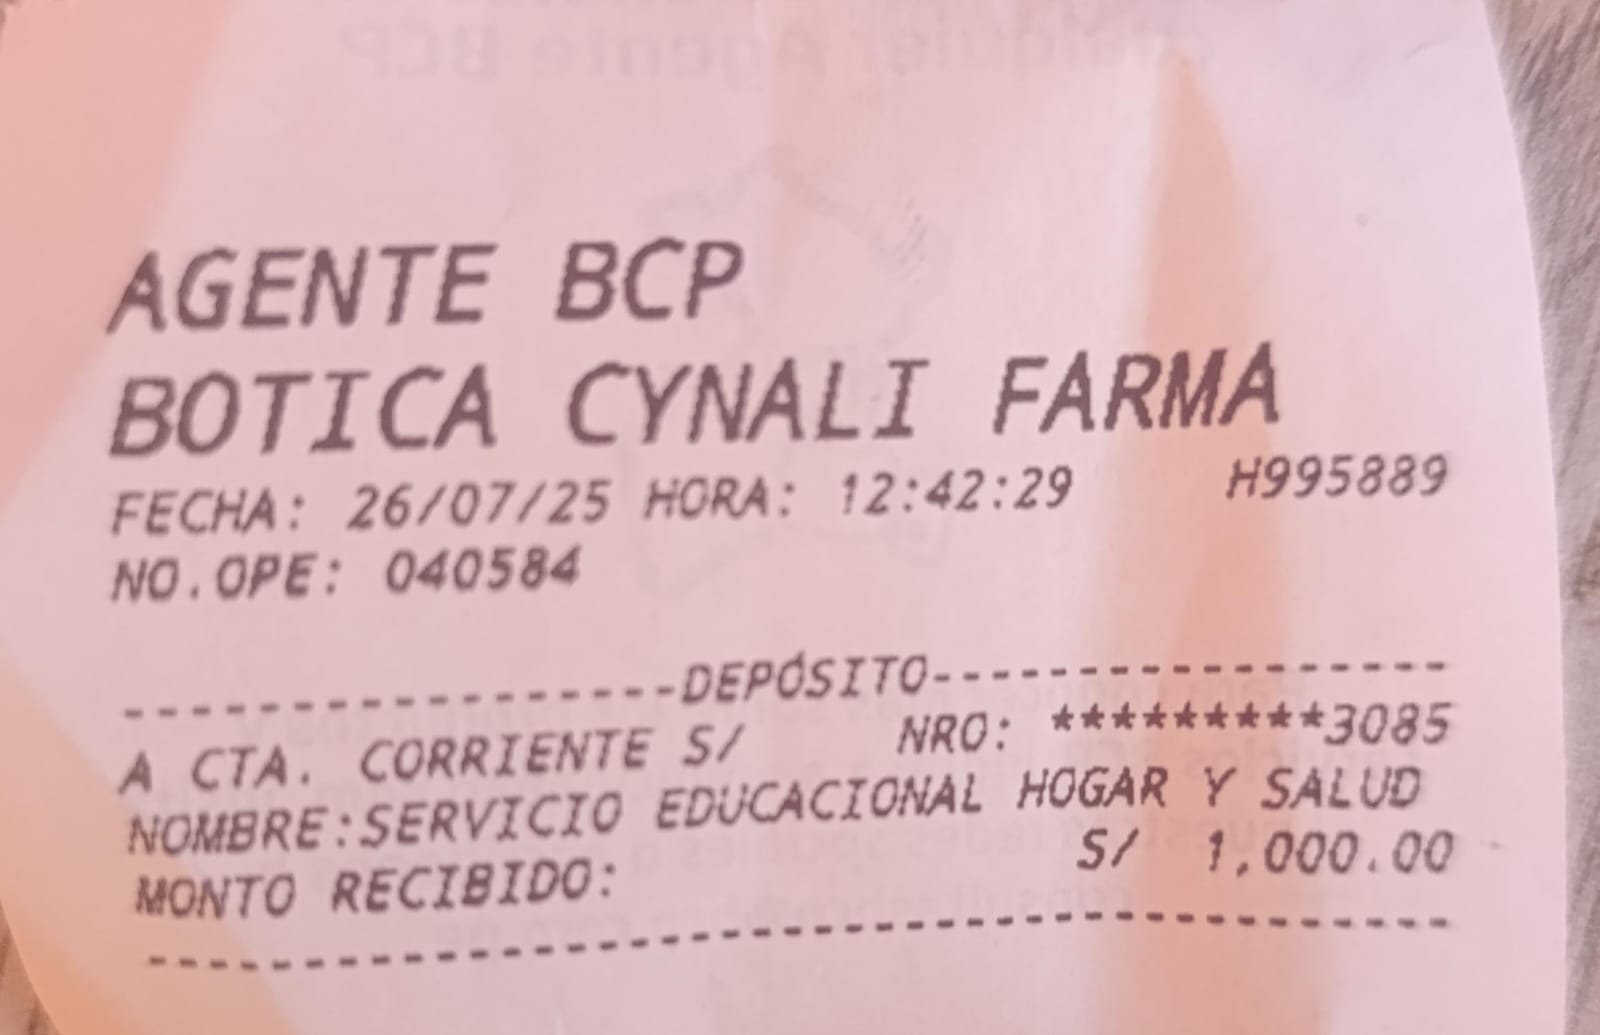 AGENTE BCP
BOTICA CYNALI FARMA
FECHA: 26/07/25 HORA: 12:42:29 H995889
NO.OPE: 040584
------------------DEPÓSITO-----------------
A CTA. CORRIENTE S/ NRO: *********3085
NOMBRE:SERVICIO EDUCACIONAL HOGAR Y SALUD
MONTO RECIBIDO: S/ 1,000.00
-------------------------------------------